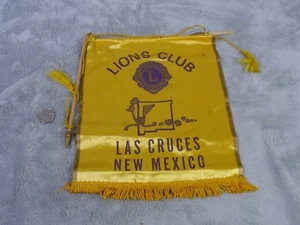 LIONS CLUB
L
LAS CRUCES
NEW MEXICO